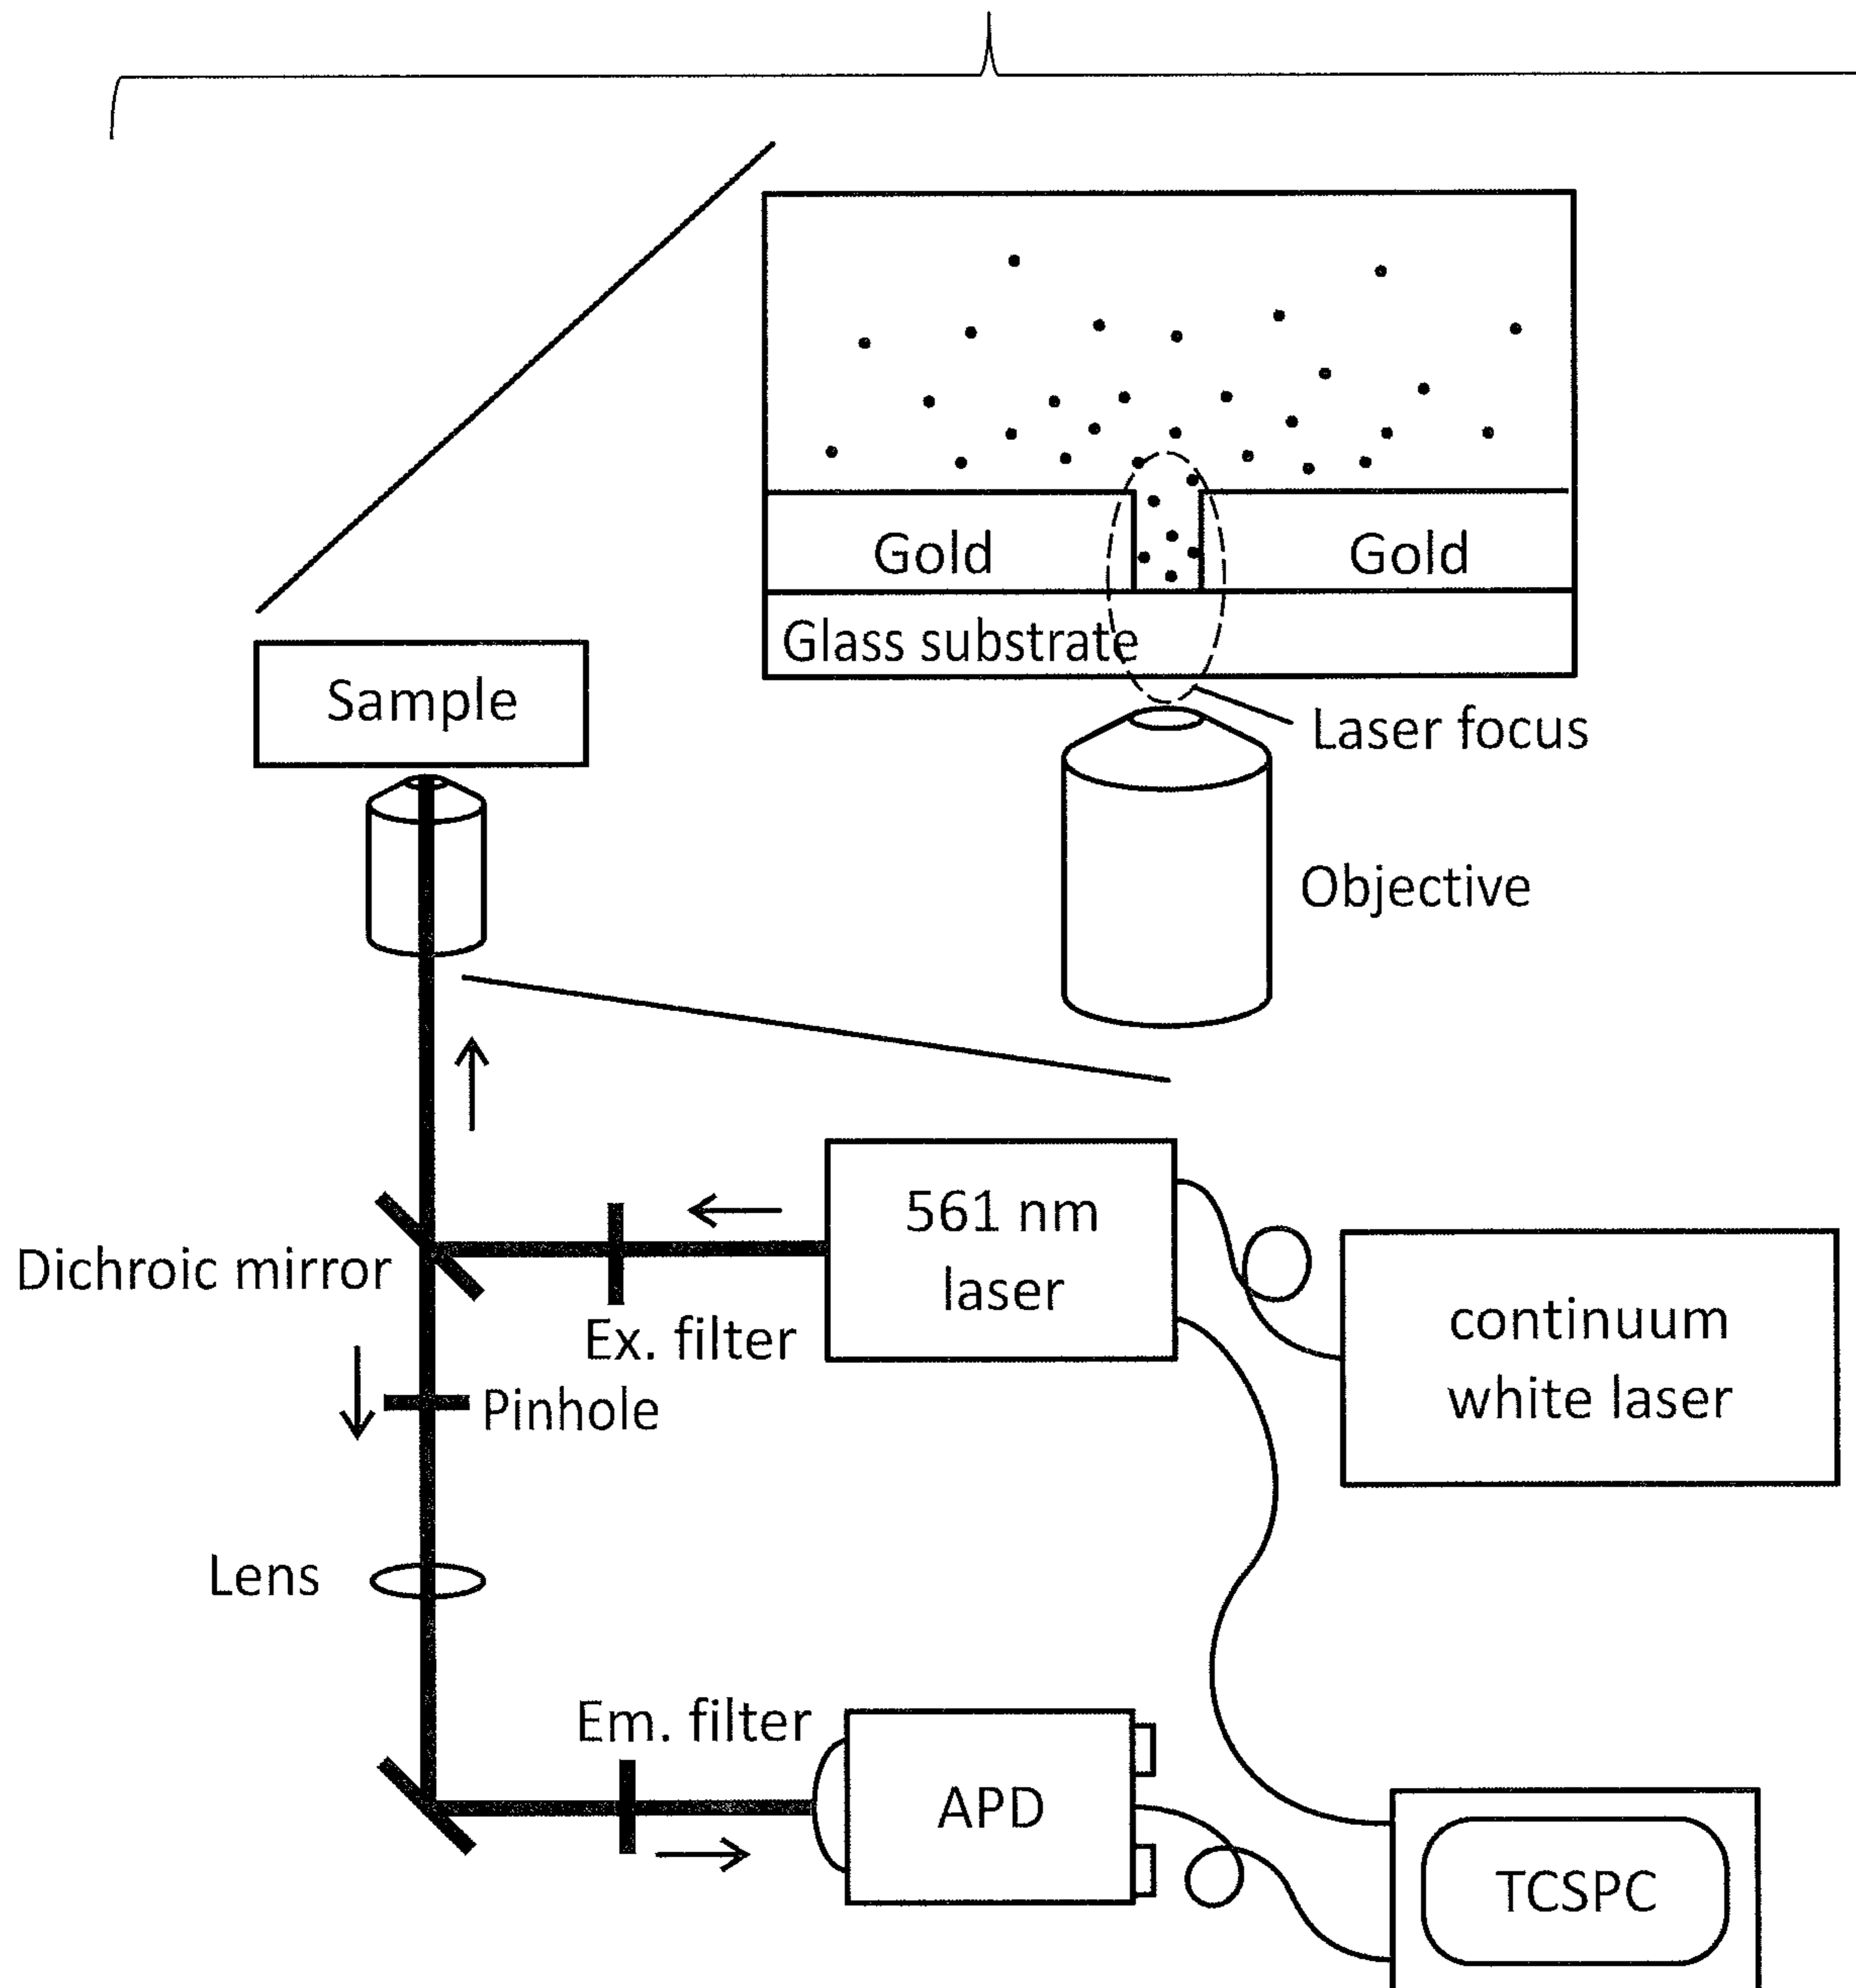 Gold
Gold
Glass substrate
Laser focus
Sample
Objective
561 nm
laser
Dichroic mirror
Ex. filter
continuum
white laser
Pinhole
Lens
Em. filter
APD
TCSPC